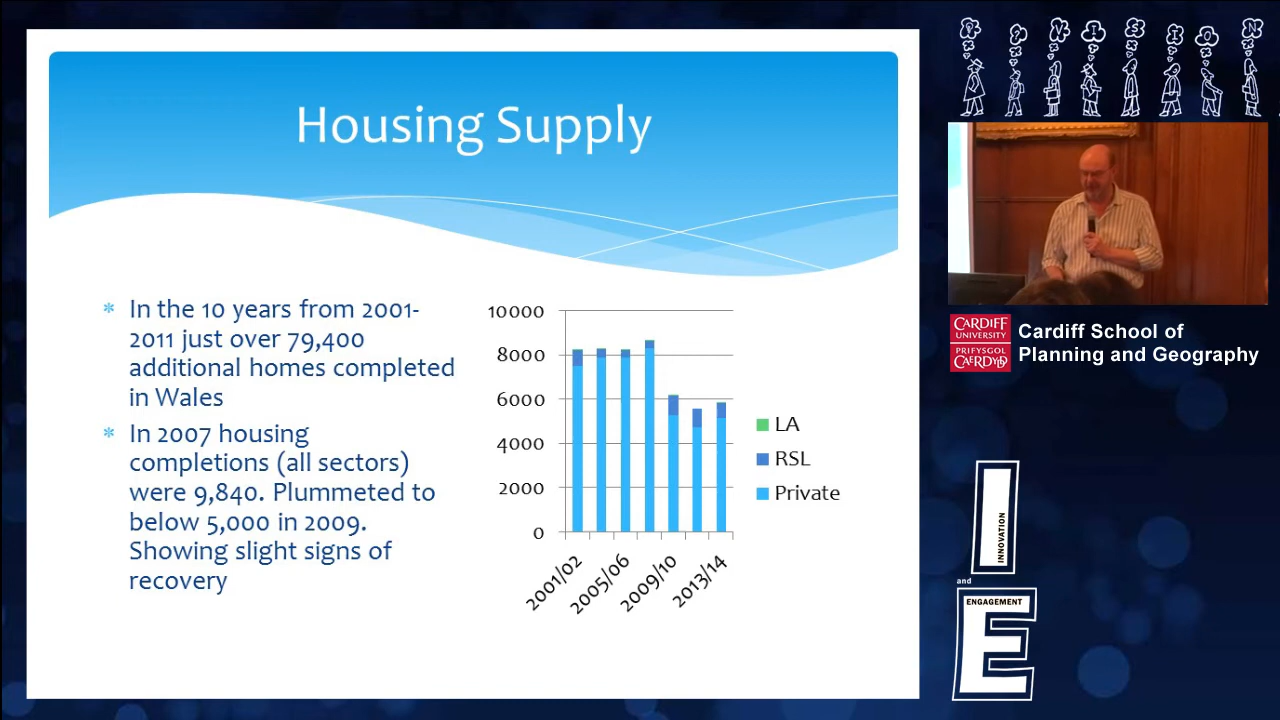 Housing Supply
In the 10 years from 2001-
2011 just over 79,400
additional homes completed
in Wales
In 2007 housing
completions (all sectors)
were 9,840. Plummeted to
below 5,000 in 2009.
Showing slight signs of
recovery
10000
8000
6000
4000
2000
0
2001/02
2005/06
2009/10
2013/14
LA
RSL
Private
P?VISION
CARDIFF
UNIVERSITY
PRIFYSGOL
CAERDYDD
Cardiff School of
Planning and Geography
I
INNOVATION
and
ENGAGEMENT
E